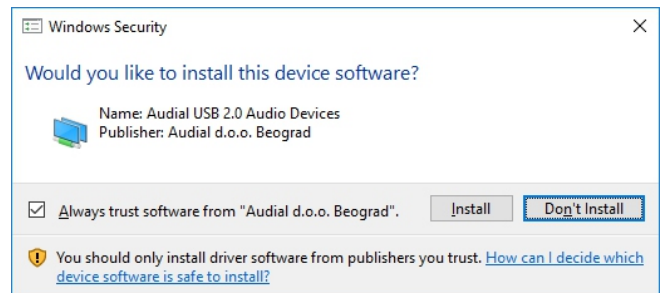 Windows Security
Would you like to install this device software?
Name: Audial USB 2.0 Audio Devices
Publisher: Audial d.o.o. Beograd
Always trust software from "Audial d.o.o. Beograd".
Install
Don't Install
You should only install driver software from publishers you trust. How can I decide which
device software is safe to install?